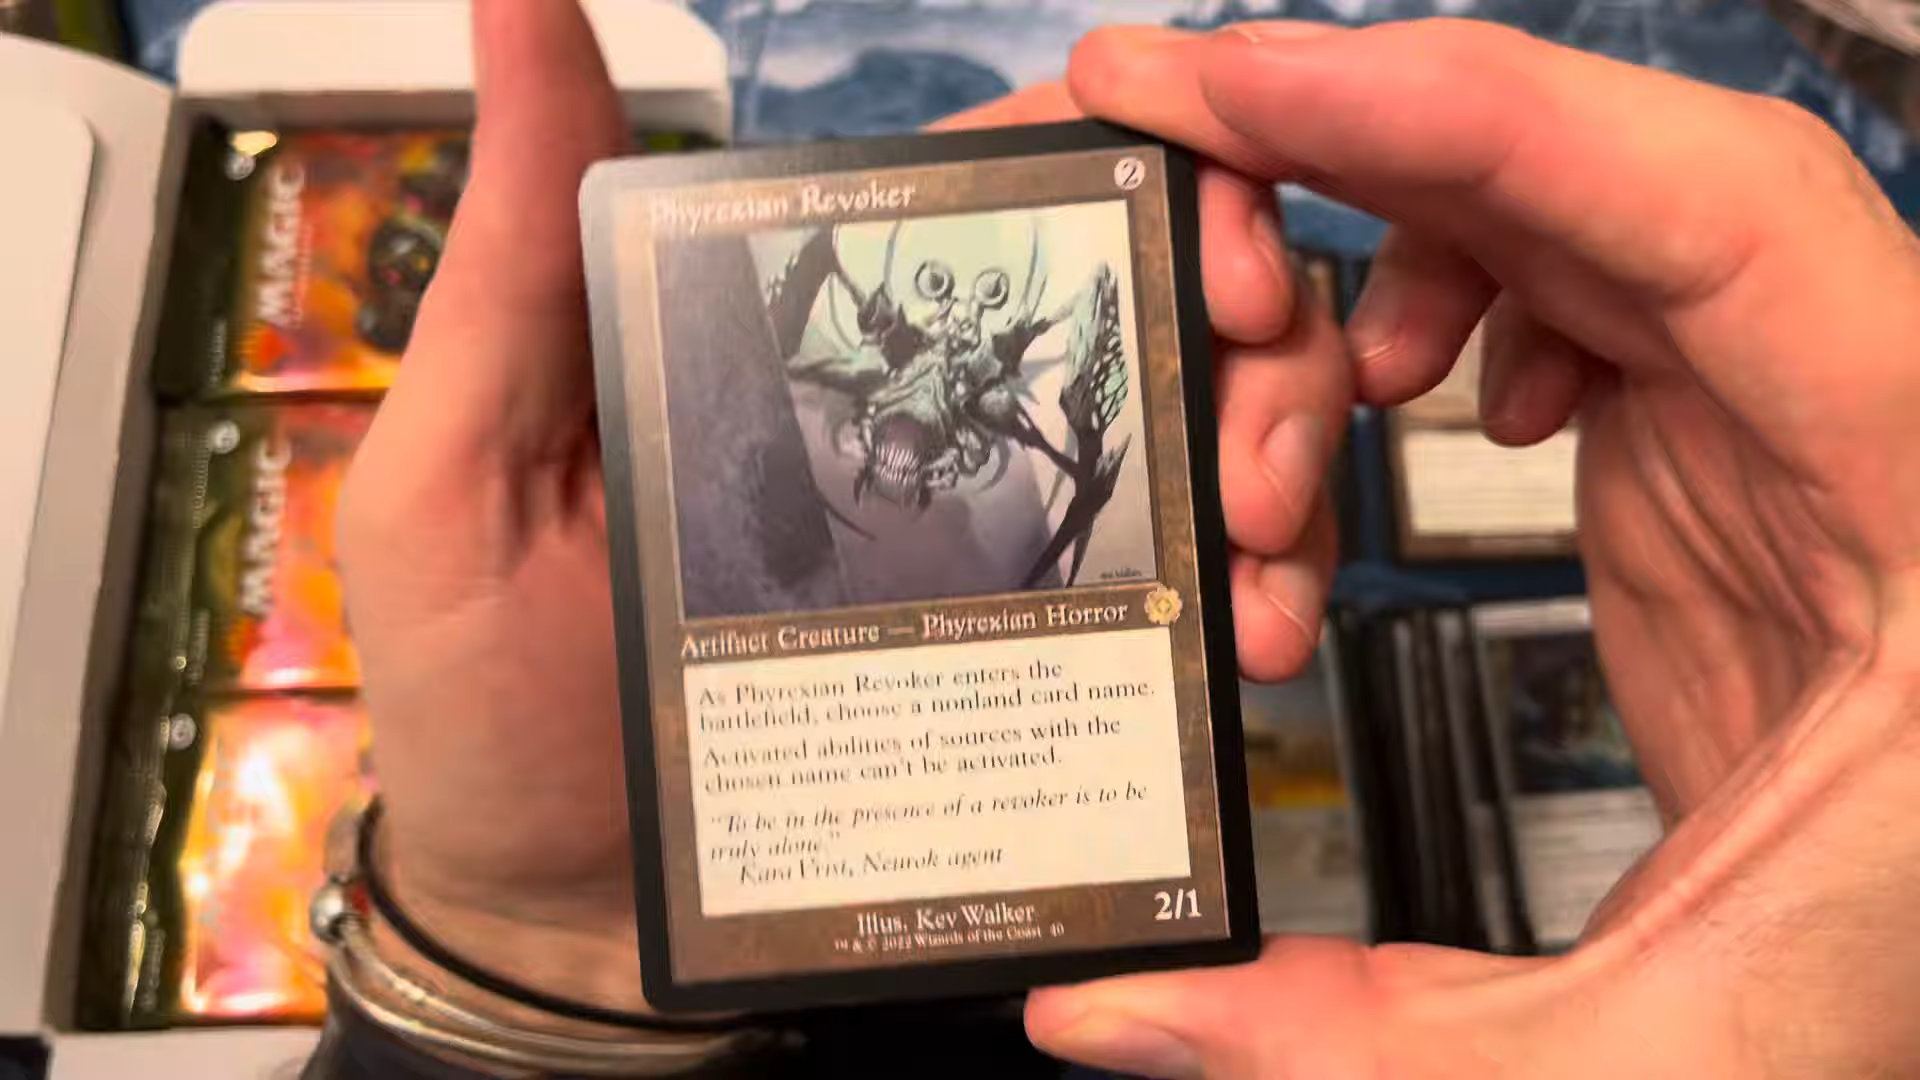 Phyrexian Revoker
2
Artifact Creature — Phyrexian Horror
As Phyrexian Revoker enters the
battlefield, choose a nonland card name.
Activated abilities of sources with the
chosen name can't be activated.
"To be in the presence of a revoker is to be
truly alone."
Kara Vrist, Neurok agent
2/1
Illus. Kev Walker
™ & © 2022 Wizards of the Coast 40
MAGIC
MAGIC